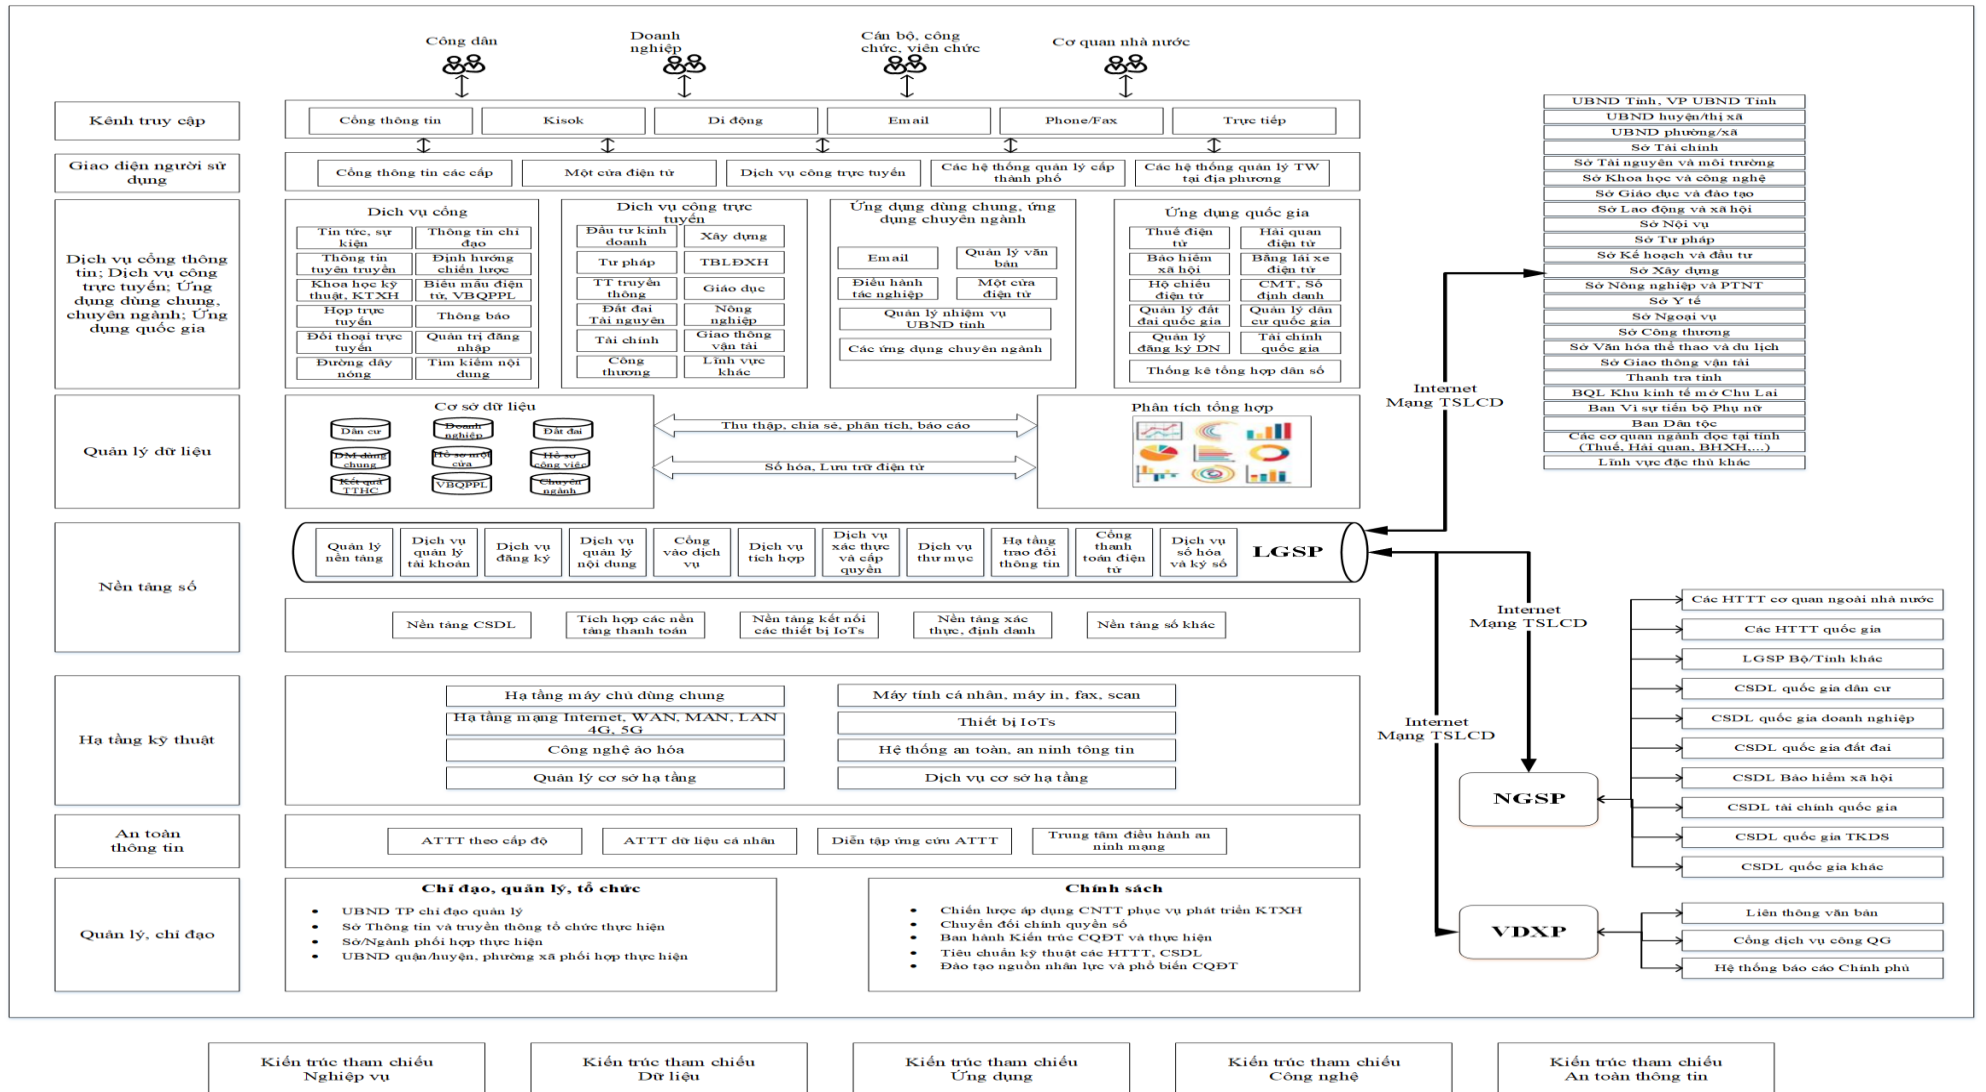 Công dân
Doanh
nghiệp
Cán bộ, công
chức, viên chức
Cơ quan nhà nước
Kênh truy cập
Cổng thông tin
Kisok
Di động
Email
Phone/Fax
Trực tiếp
Giao diện người sử
dụng
Cổng thông tin các cấp
Một cửa điện tử
Dịch vụ công trực tuyến
Các hệ thống quản lý cấp
thành phố
Các hệ thống quản lý TW
tại địa phương
Dịch vụ cổng thông
tin; Dịch vụ công
trực tuyến; Ứng
dụng dùng chung,
chuyên ngành; Ứng
dụng quốc gia
Dịch vụ cổng
Tin tức, sự
kiện
Thông tin chỉ
đạo
Thông tin
tuyên truyền
Định hướng
chiến lược
Khoa học kỹ
thuật, KTXH
Biểu mẫu điện
tử, VBQPPL
Họp trực
tuyến
Thông báo
Đối thoại trực
tuyến
Quản trị đăng
nhập
Đường dây
nóng
Tìm kiếm nội
dung
Dịch vụ công trực
tuyến
Đầu tư kinh
doanh
Xây dựng
Tư pháp
TBLĐXH
TT truyền
thông
Giáo dục
Đất đai
Tài nguyên
Nông
nghiệp
Tài chính
Giao thông
vận tải
Công
thương
Lĩnh vực
khác
Ứng dụng dùng chung, ứng
dụng chuyên ngành
Email
Quản lý văn
bản
Điều hành
tác nghiệp
Một cửa
điện tử
Quản lý nhiệm vụ
UBND tỉnh
Các ứng dụng chuyên ngành
Ứng dụng quốc gia
Thuế điện
tử
Hải quan
điện tử
Bảo hiểm
xã hội
Bằng lái xe
điện tử
Hộ chiếu
điện tử
CMT, Số
định danh
Quản lý đất
đai quốc gia
Quản lý dân
cư quốc gia
Quản lý
đăng ký DN
Tài chính
quốc gia
Thống kê tổng hợp dân số
Quản lý dữ liệu
Cơ sở dữ liệu
Dân cư
Doanh
nghiệp
Đất đai
DM dùng
chung
Hồ sơ một
cửa
Hồ sơ
công việc
Kết quả
TTHC
VBQPPL
Chuyên
ngành
Thu thập, chia sẻ, phân tích, báo cáo
Số hóa, Lưu trữ điện tử
Phân tích tổng hợp
Nền tảng số
Quản lý
nền tảng
Dịch vụ
quản lý
tài khoản
Dịch vụ
đăng ký
Dịch vụ
quản lý
nội dung
Cổng
vào dịch
vụ
Dịch vụ
tích hợp
Dịch vụ
xác thực
và cấp
quyền
Dịch vụ
thư mục
Hạ tầng
trao đổi
thông tin
Cổng
thanh
toán điện
tử
Dịch vụ
số hóa
và ký số
LGSP
Nền tảng CSDL
Tích hợp các nền
tảng thanh toán
Nền tảng kết nối
các thiết bị IoTs
Nền tảng xác
thực, định danh
Nền tảng số khác
Hạ tầng kỹ thuật
Hạ tầng máy chủ dùng chung
Máy tính cá nhân, máy in, fax, scan
Hạ tầng mạng Internet, WAN, MAN, LAN
4G, 5G
Thiết bị IoTs
Công nghệ ảo hóa
Hệ thống an toàn, an ninh tông tin
Quản lý cơ sở hạ tầng
Dịch vụ cơ sở hạ tầng
An toàn
thông tin
ATTT theo cấp độ
ATTT dữ liệu cá nhân
Diễn tập ứng cứu ATTT
Trung tâm điều hành an
ninh mạng
Quản lý, chỉ đạo
Chỉ đạo, quản lý, tổ chức
• UBND TP chỉ đạo quản lý
• Sở Thông tin và truyền thông tổ chức thực hiện
• Sở/Ngành phối hợp thực hiện
• UBND quận/huyện, phường xã phối hợp thực hiện
Chính sách
• Chiến lược áp dụng CNTT phục vụ phát triển KTXH
• Chuyển đổi chính quyền số
• Ban hành Kiến trúc CQĐT và thực hiện
• Tiêu chuẩn kỹ thuật các HTTT, CSDL
• Đào tạo nguồn nhân lực và phổ biến CQĐT
UBND Tỉnh, VP UBND Tỉnh
UBND huyện/thị xã
UBND phường/xã
Sở Tài chính
Sở Tài nguyên và môi trường
Sở Khoa học và công nghệ
Sở Giáo dục và đào tạo
Sở Lao động và xã hội
Sở Nội vụ
Sở Tư pháp
Sở Kế hoạch và đầu tư
Sở Xây dựng
Sở Nông nghiệp và PTNT
Sở Y tế
Sở Ngoại vụ
Sở Công thương
Sở Văn hóa thể thao và du lịch
Sở Giao thông vận tải
Thanh tra tỉnh
BQL Khu kinh tế mở Chu Lai
Ban Vì sự tiến bộ Phụ nữ
Ban Dân tộc
Các cơ quan ngành dọc tại tỉnh
(Thuế, Hải quan, BHXH,...)
Lĩnh vực đặc thù khác
Internet
Mạng TSLCD
Internet
Mạng TSLCD
Internet
Mạng TSLCD
NGSP
Các HTTT cơ quan ngoài nhà nước
Các HTTT quốc gia
LGSP Bộ/Tỉnh khác
CSDL quốc gia dân cư
CSDL quốc gia doanh nghiệp
CSDL quốc gia đất đai
CSDL Bảo hiểm xã hội
CSDL tài chính quốc gia
CSDL quốc gia TKDS
CSDL quốc gia khác
VDXP
Liên thông văn bản
Cổng dịch vụ công QG
Hệ thống báo cáo Chính phủ
Kiến trúc tham chiếu
Nghiệp vụ
Kiến trúc tham chiếu
Dữ liệu
Kiến trúc tham chiếu
Ứng dụng
Kiến trúc tham chiếu
Công nghệ
Kiến trúc tham chiếu
An toàn thông tin